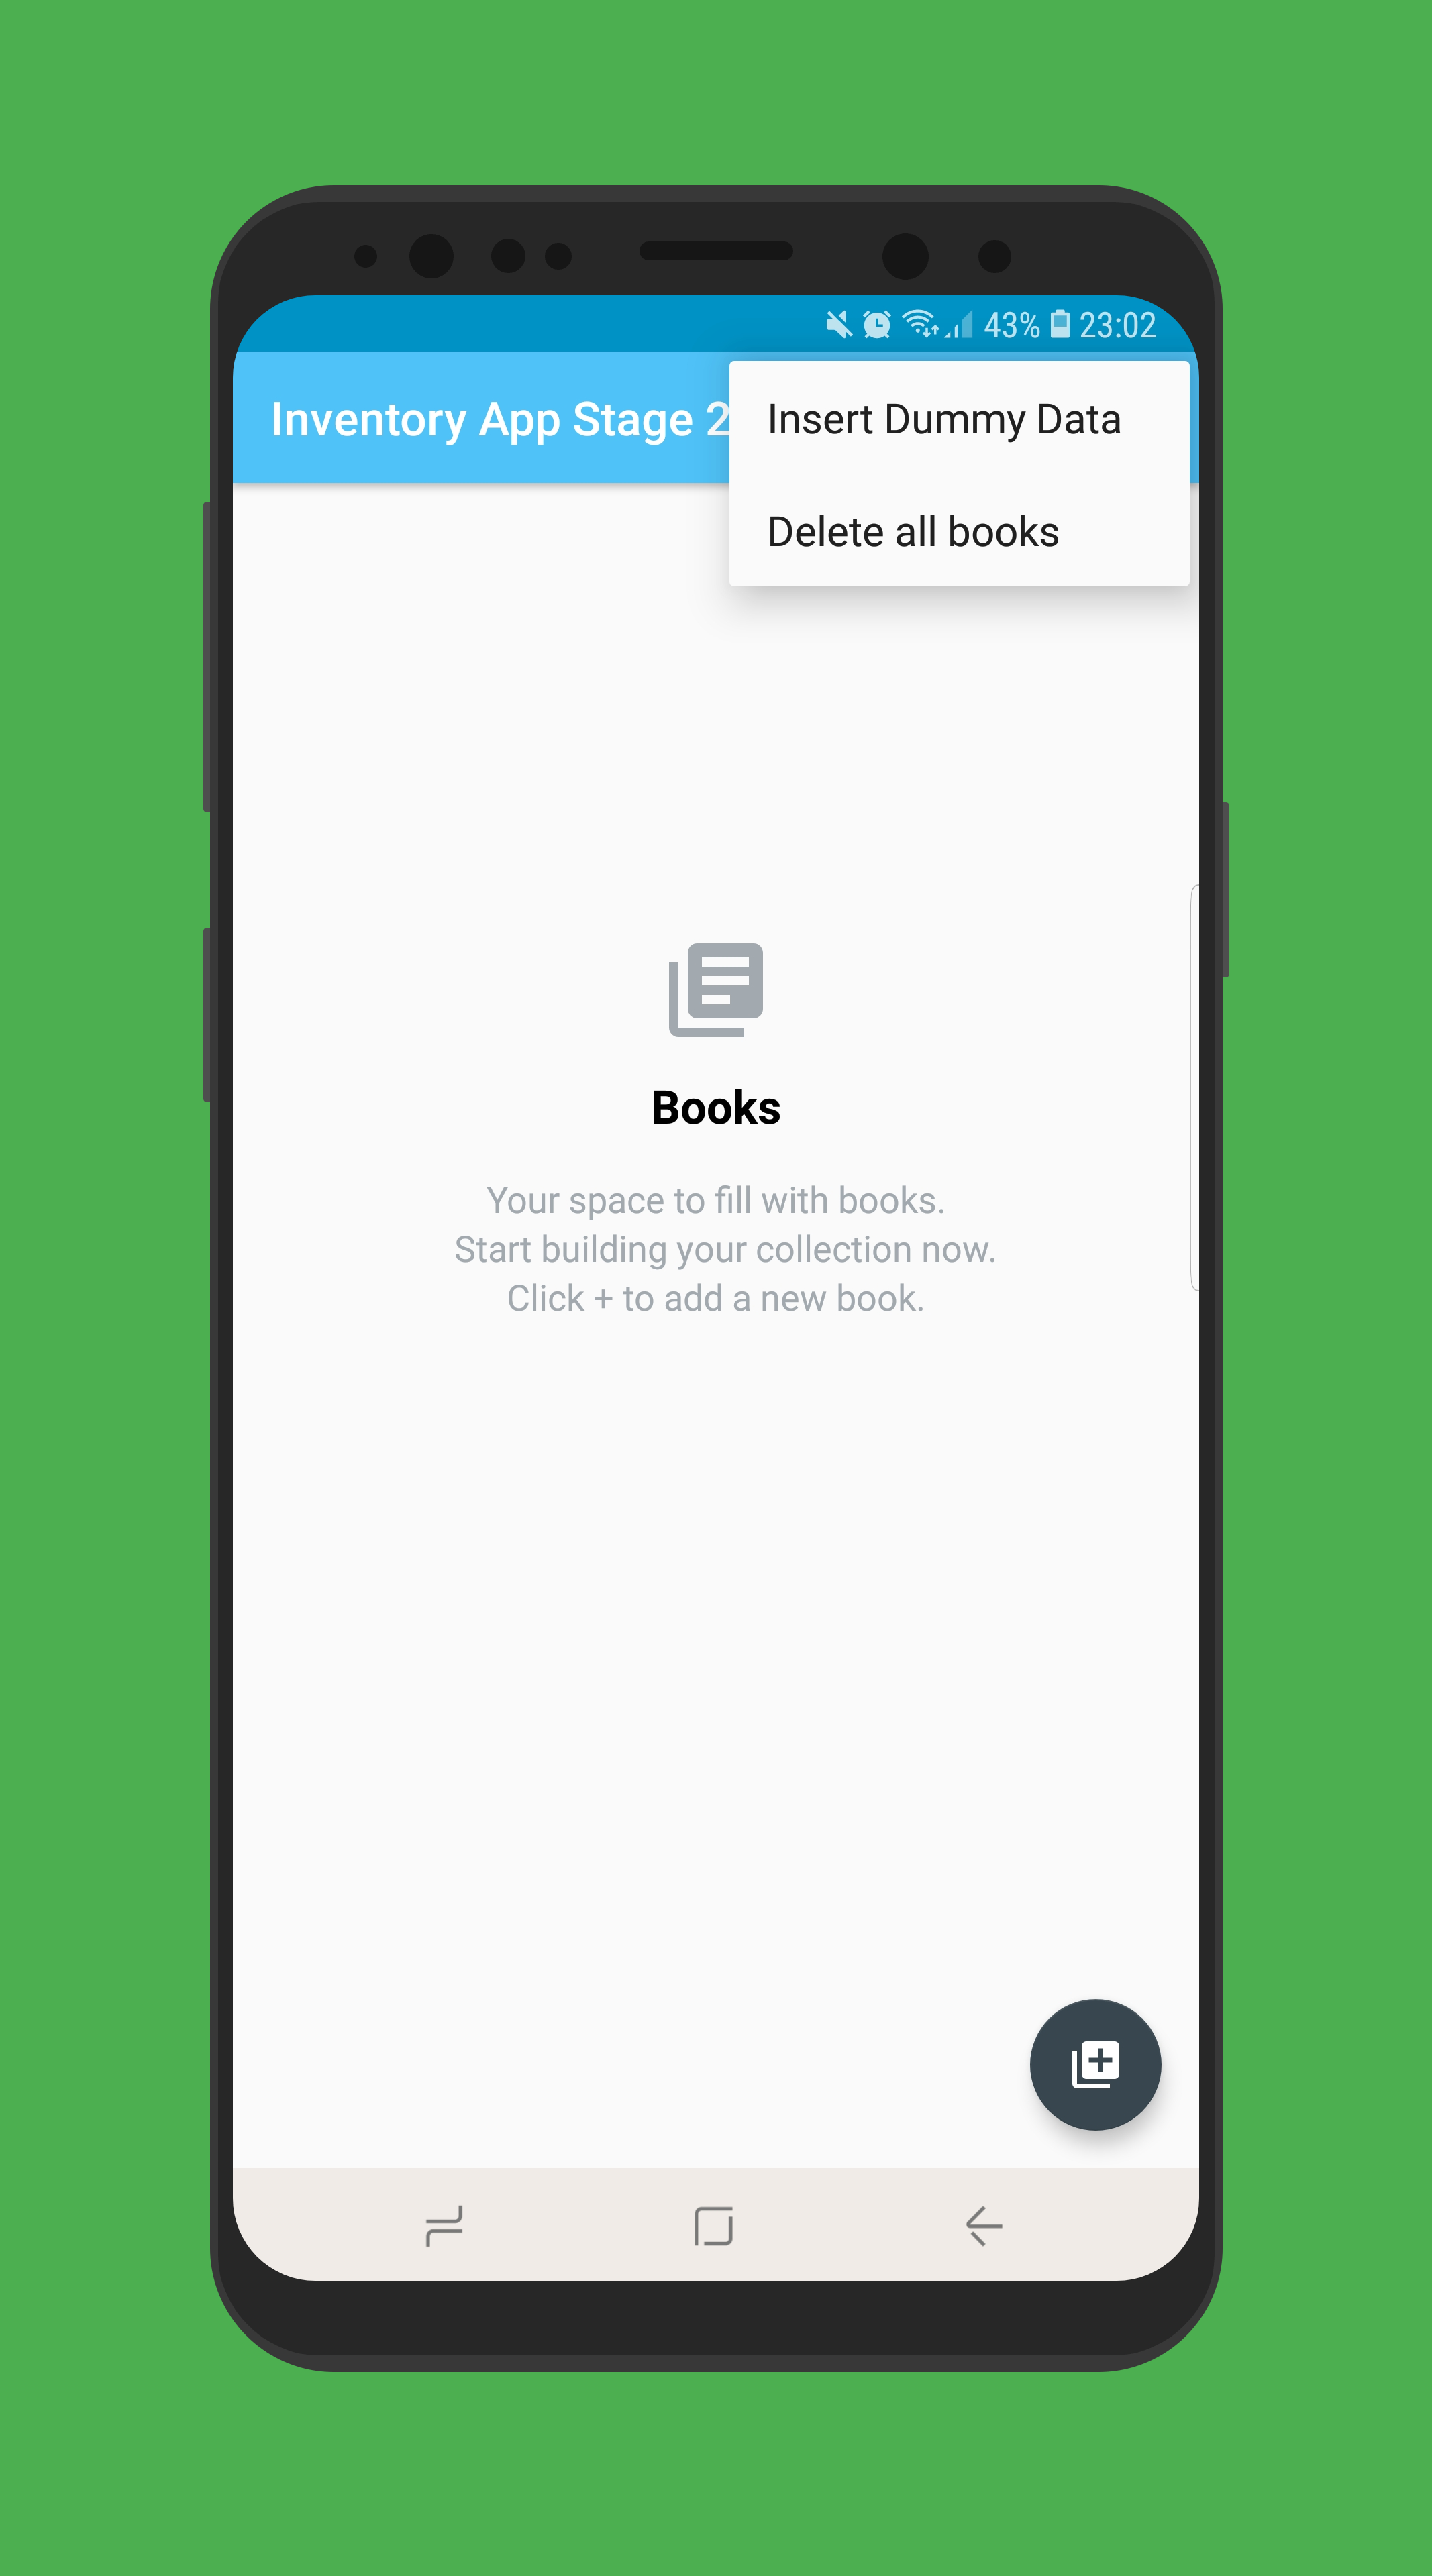 43% 23:02
Inventory App Stage 2
Insert Dummy Data
Delete all books
Books
Your space to fill with books.
Start building your collection now.
Click + to add a new book.